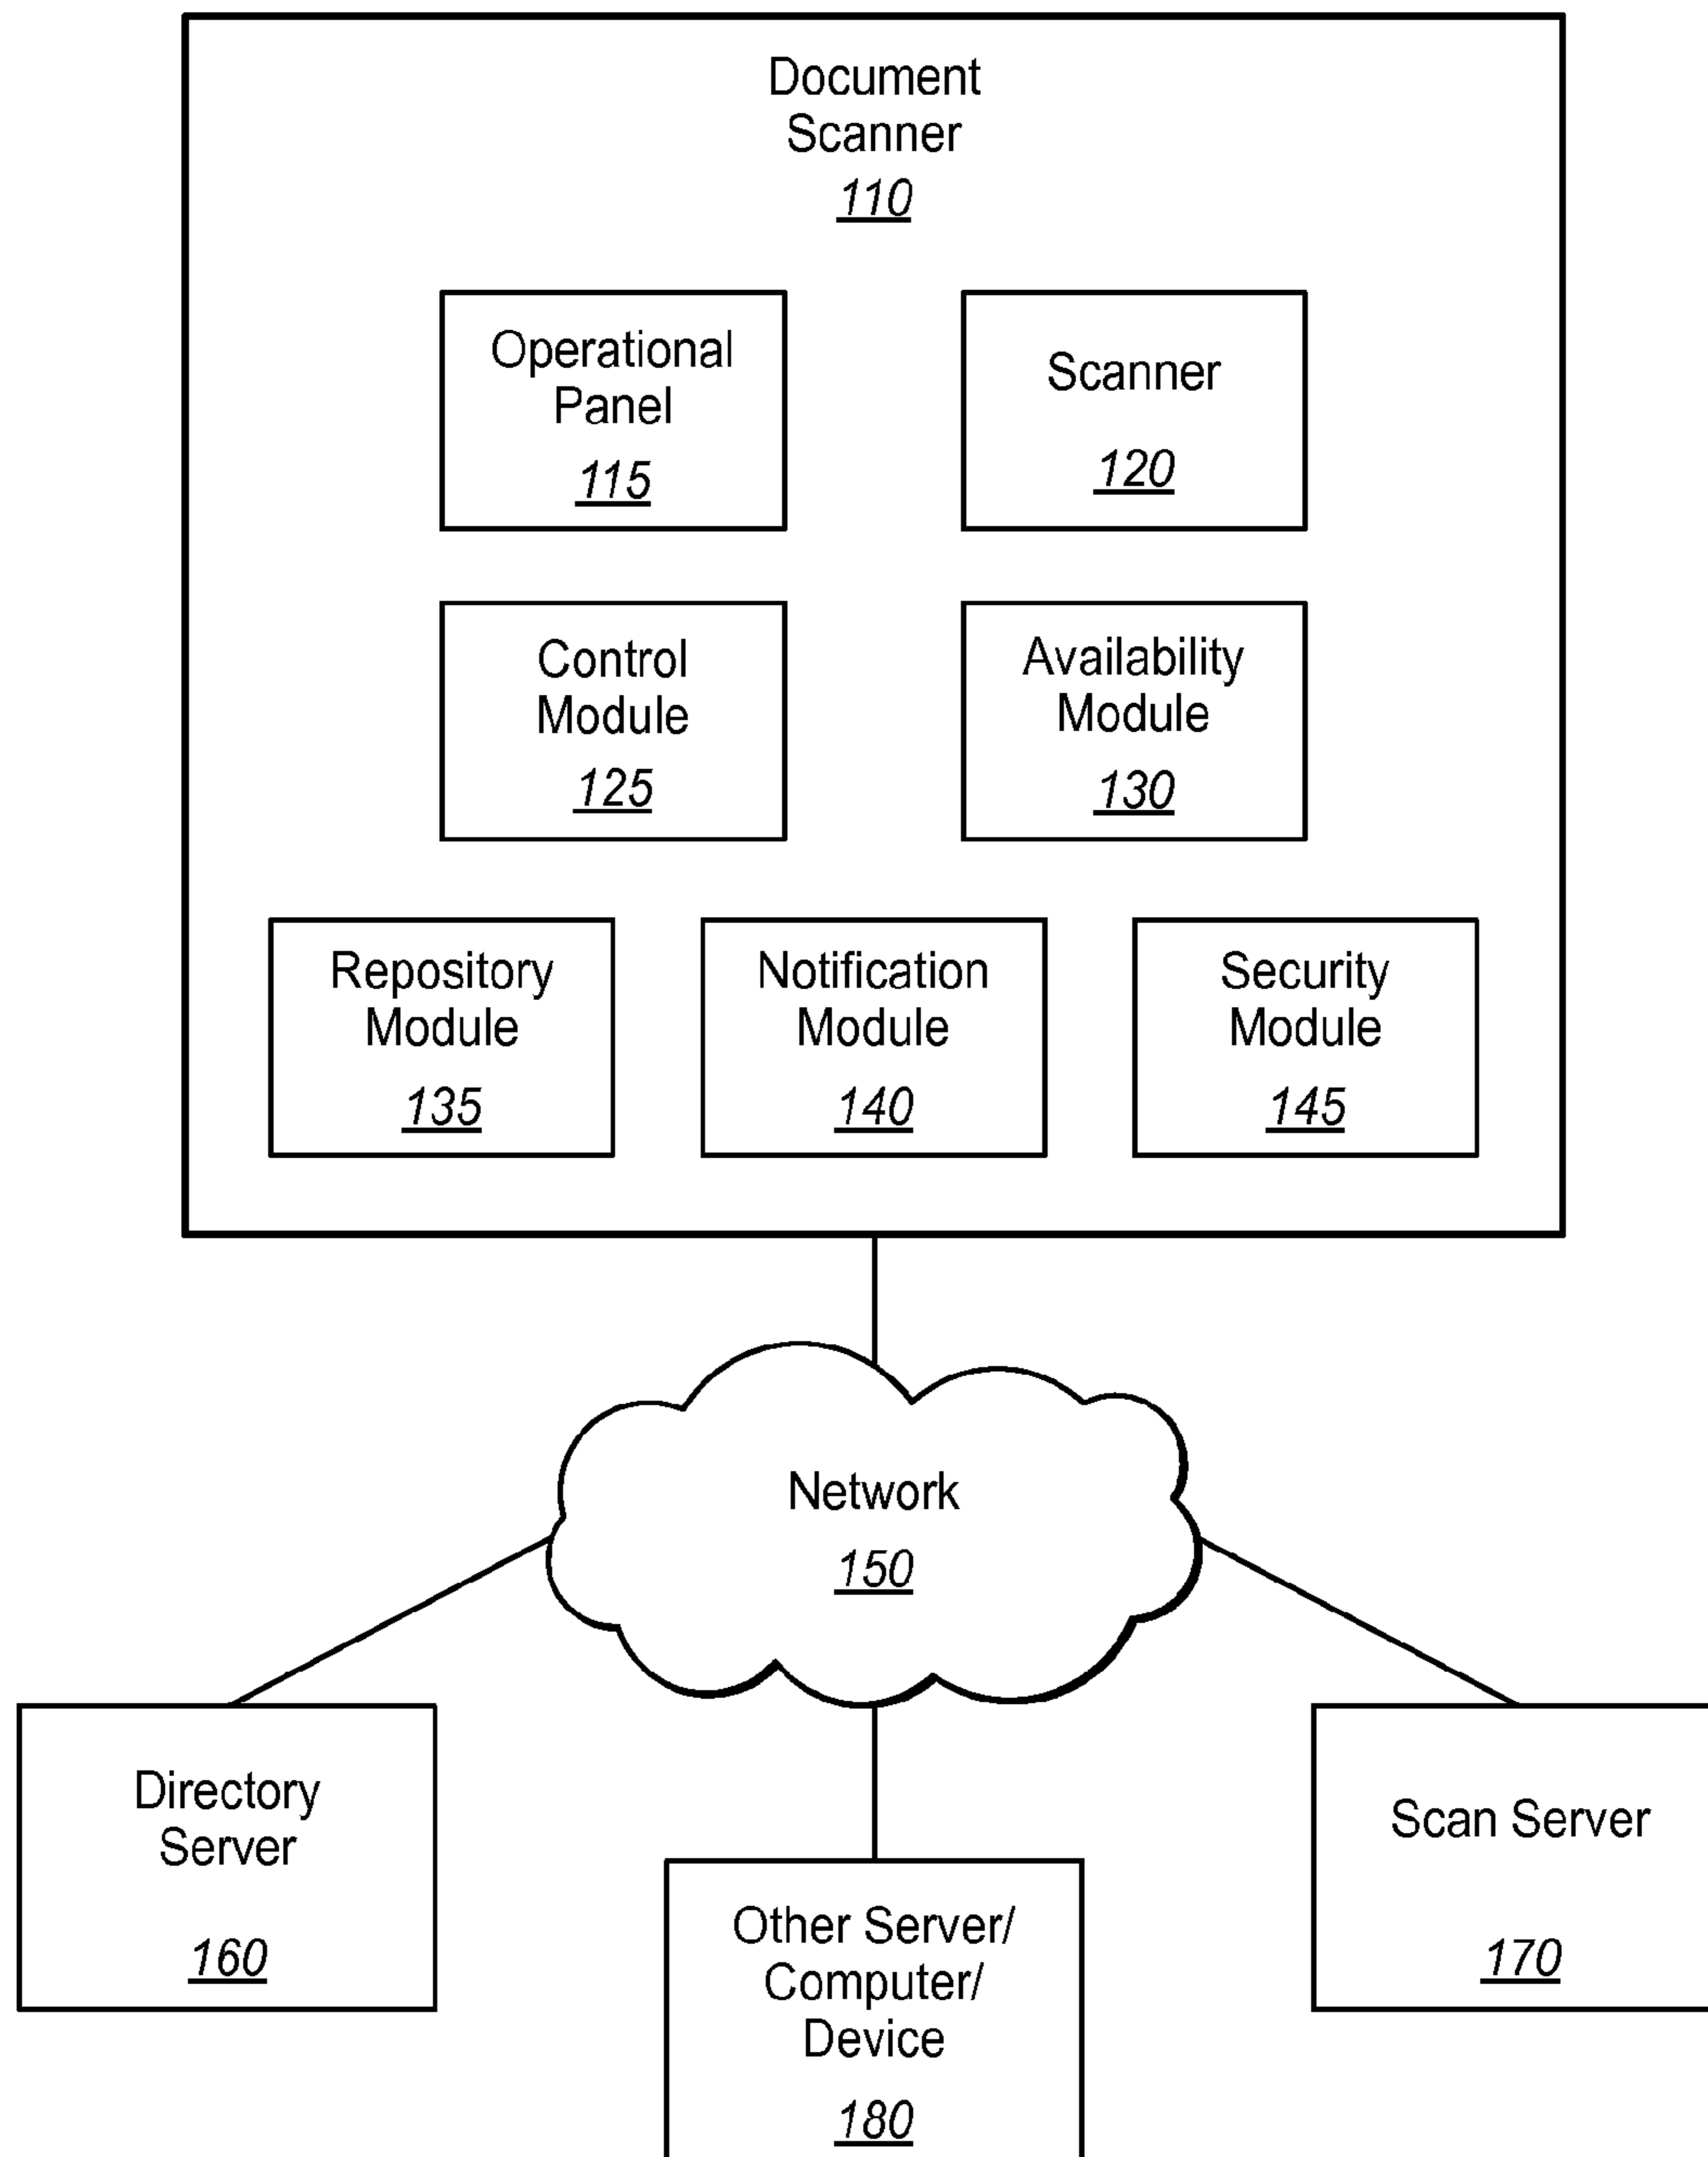 Document
Scanner
110
Operational
Panel
115
Scanner
120
Control
Module
125
Availability
Module
130
Repository
Module
135
Notification
Module
140
Security
Module
145
Network
150
Directory
Server
160
Other Server/
Computer/
Device
180
Scan Server
170